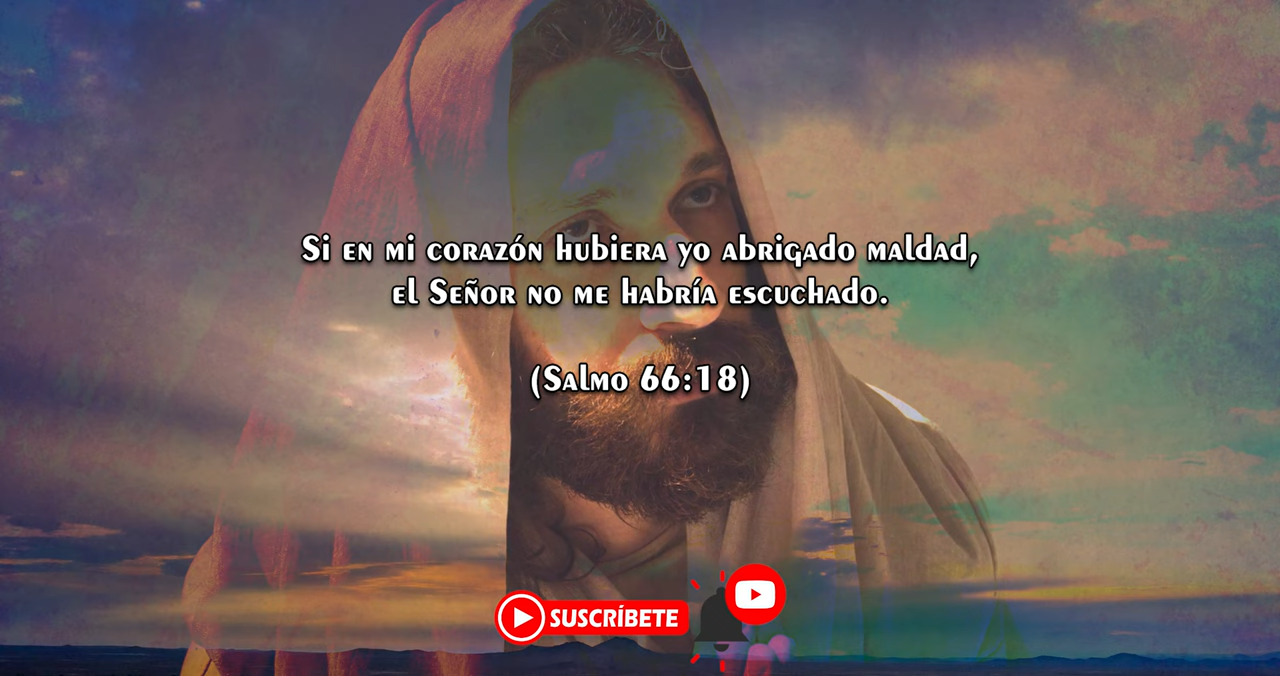 Si en mi corazón hubiera yo abrigado maldad,
el Señor no me habría escuchado.
(Salmo 66:18)
SUSCRÍBETE